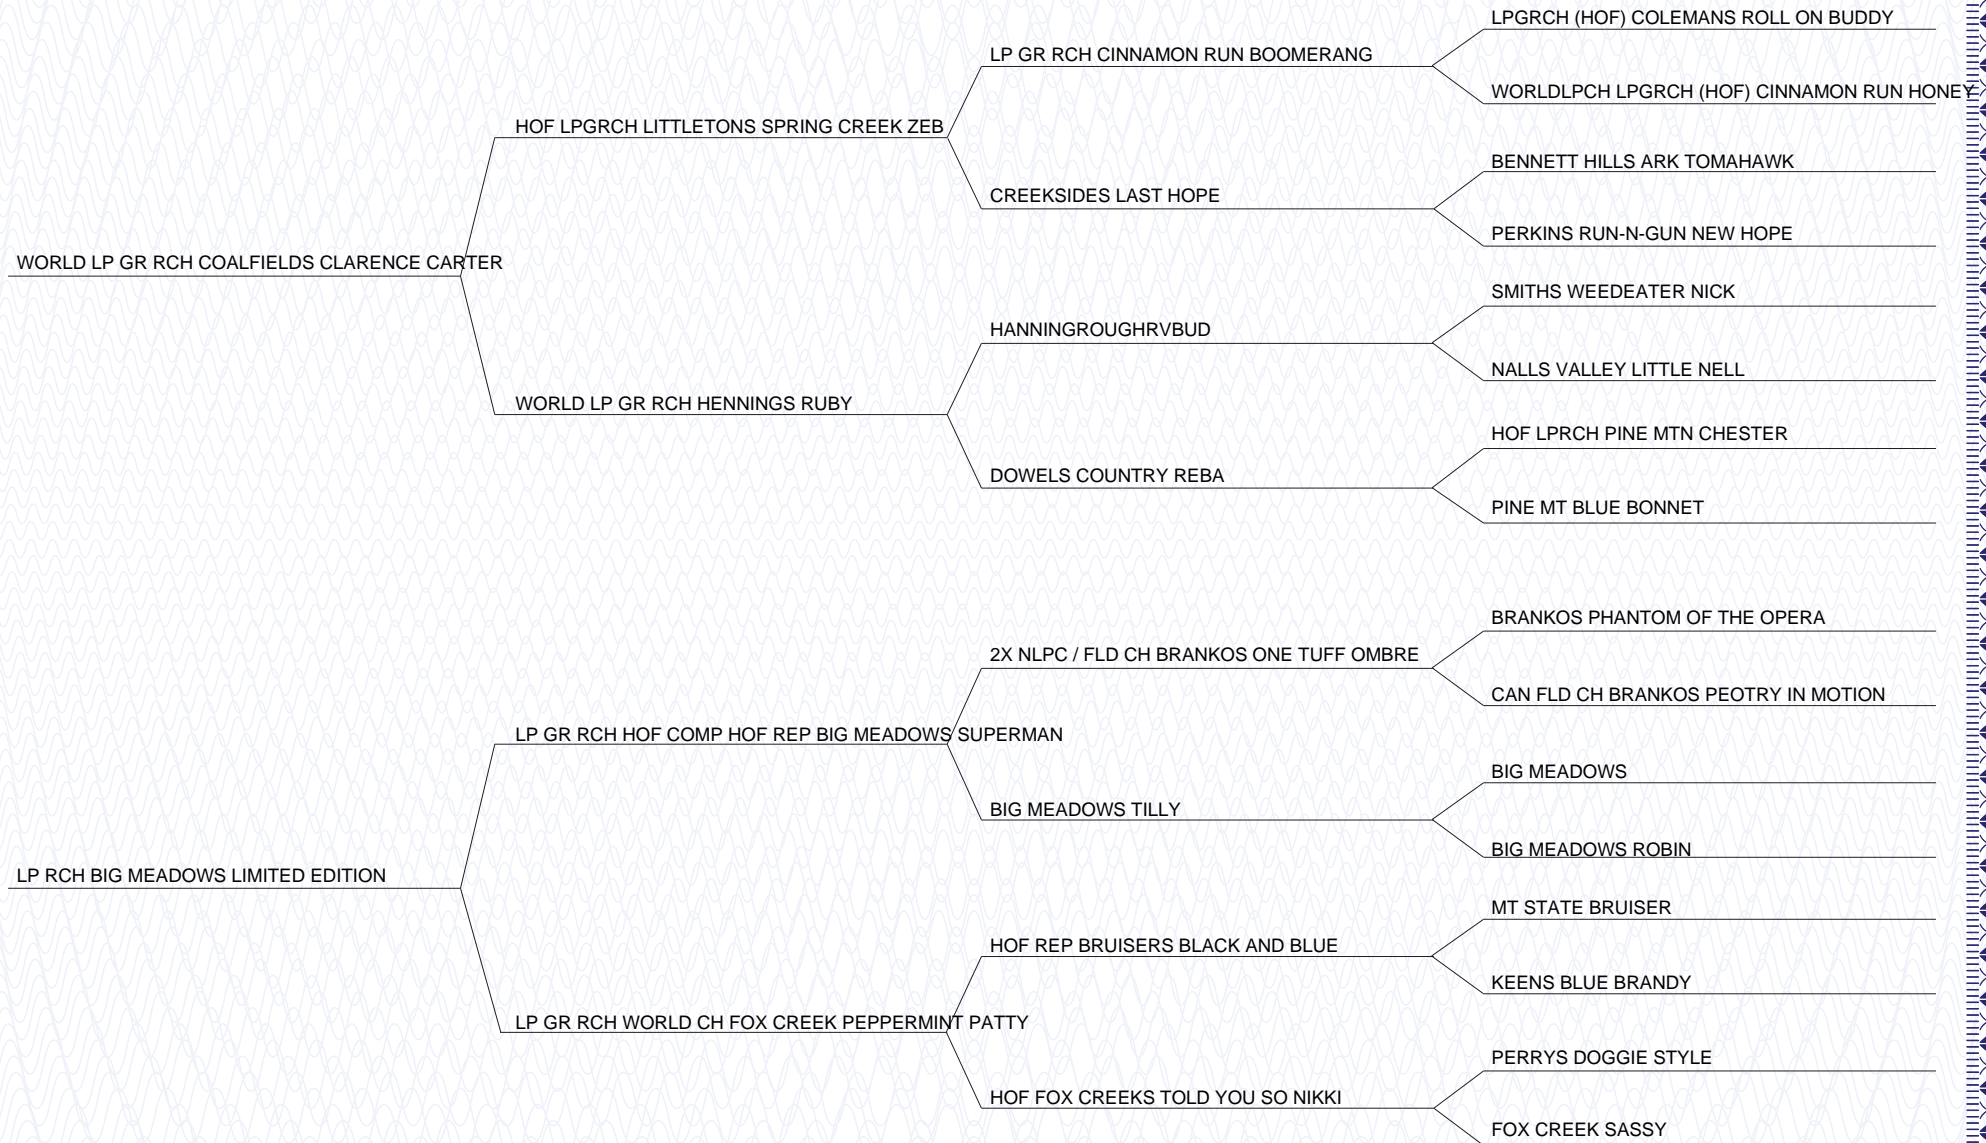 LPGRCH (HOF) COLEMANS ROLL ON BUDDY
LP GR RCH CINNAMON RUN BOOMERANG
WORLDLPCH LPGRCH (HOF) CINNAMON RUN HONEY
HOF LPGRCH LITTLETONS SPRING CREEK ZEB
BENNETT HILLS ARK TOMAHAWK
CREEKSIDES LAST HOPE
PERKINS RUN-N-GUN NEW HOPE
WORLD LP GR RCH COALFIELDS CLARENCE CARTER
SMITHS WEEDEATER NICK
HANNINGROUGHRVBUD
NALLS VALLEY LITTLE NELL
WORLD LP GR RCH HENNINGS RUBY
HOF LPRCH PINE MTN CHESTER
DOWELS COUNTRY REBA
PINE MT BLUE BONNET
BRANKOS PHANTOM OF THE OPERA
2X NLPC / FLD CH BRANKOS ONE TUFF OMBRE
CAN FLD CH BRANKOS PEOTRY IN MOTION
LP GR RCH HOF COMP HOF REP BIG MEADOWS SUPERMAN
BIG MEADOWS
BIG MEADOWS TILLY
BIG MEADOWS ROBIN
LP RCH BIG MEADOWS LIMITED EDITION
MT STATE BRUISER
HOF REP BRUISERS BLACK AND BLUE
KEENS BLUE BRANDY
LP GR RCH WORLD CH FOX CREEK PEPPERMINT PATTY
PERRYS DOGGIE STYLE
HOF FOX CREEKS TOLD YOU SO NIKKI
FOX CREEK SASSY